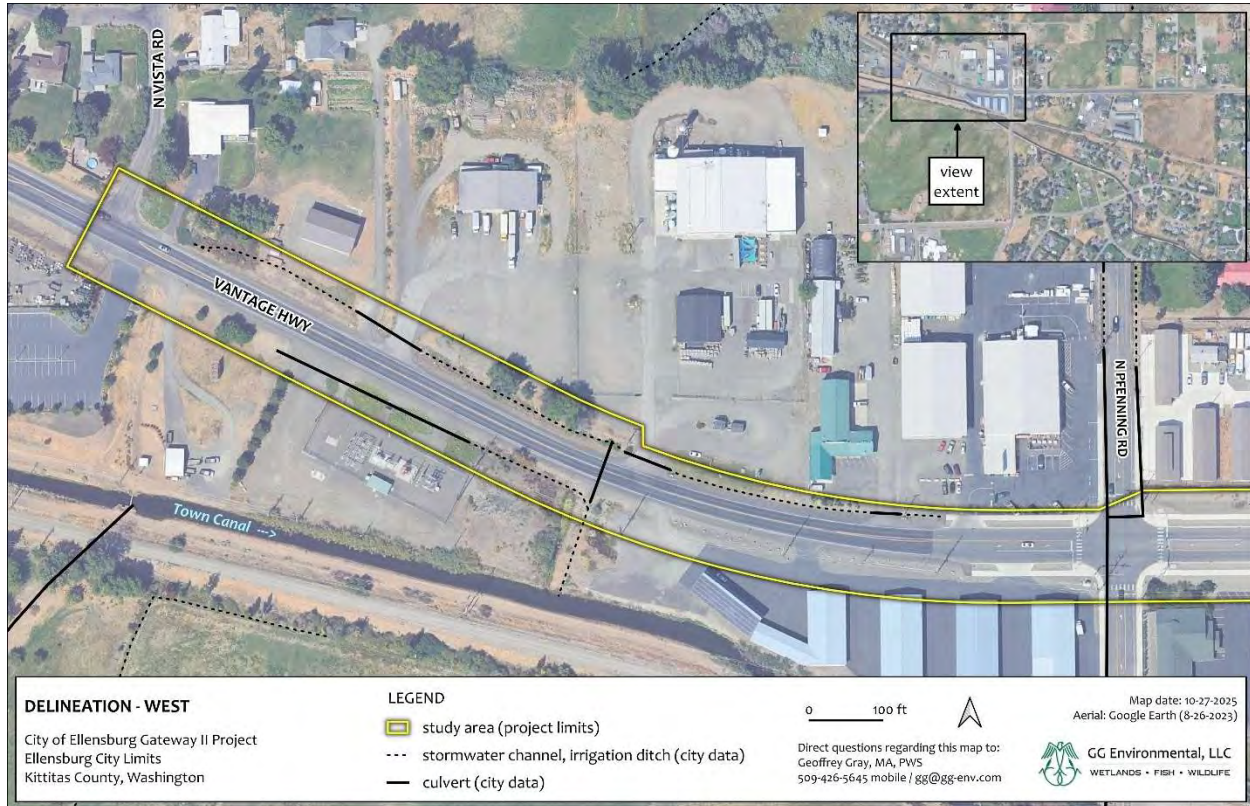 N VISTA RD
view
extent
VANTAGE HWY
N PFENNING RD
Town Canal --->
DELINEATION - WEST
City of Ellensburg Gateway II Project
Ellensburg City Limits
Kittitas County, Washington
LEGEND
study area (project limits)
stormwater channel, irrigation ditch (city data)
culvert (city data)
0 100 ft
Direct questions regarding this map to:
Geoffrey Gray, MA, PWS
509-426-5645 mobile / gg@gg-env.com
Map date: 10-27-2025
Aerial: Google Earth (8-26-2023)
GG Environmental, LLC
WETLANDS • FISH • WILDLIFE